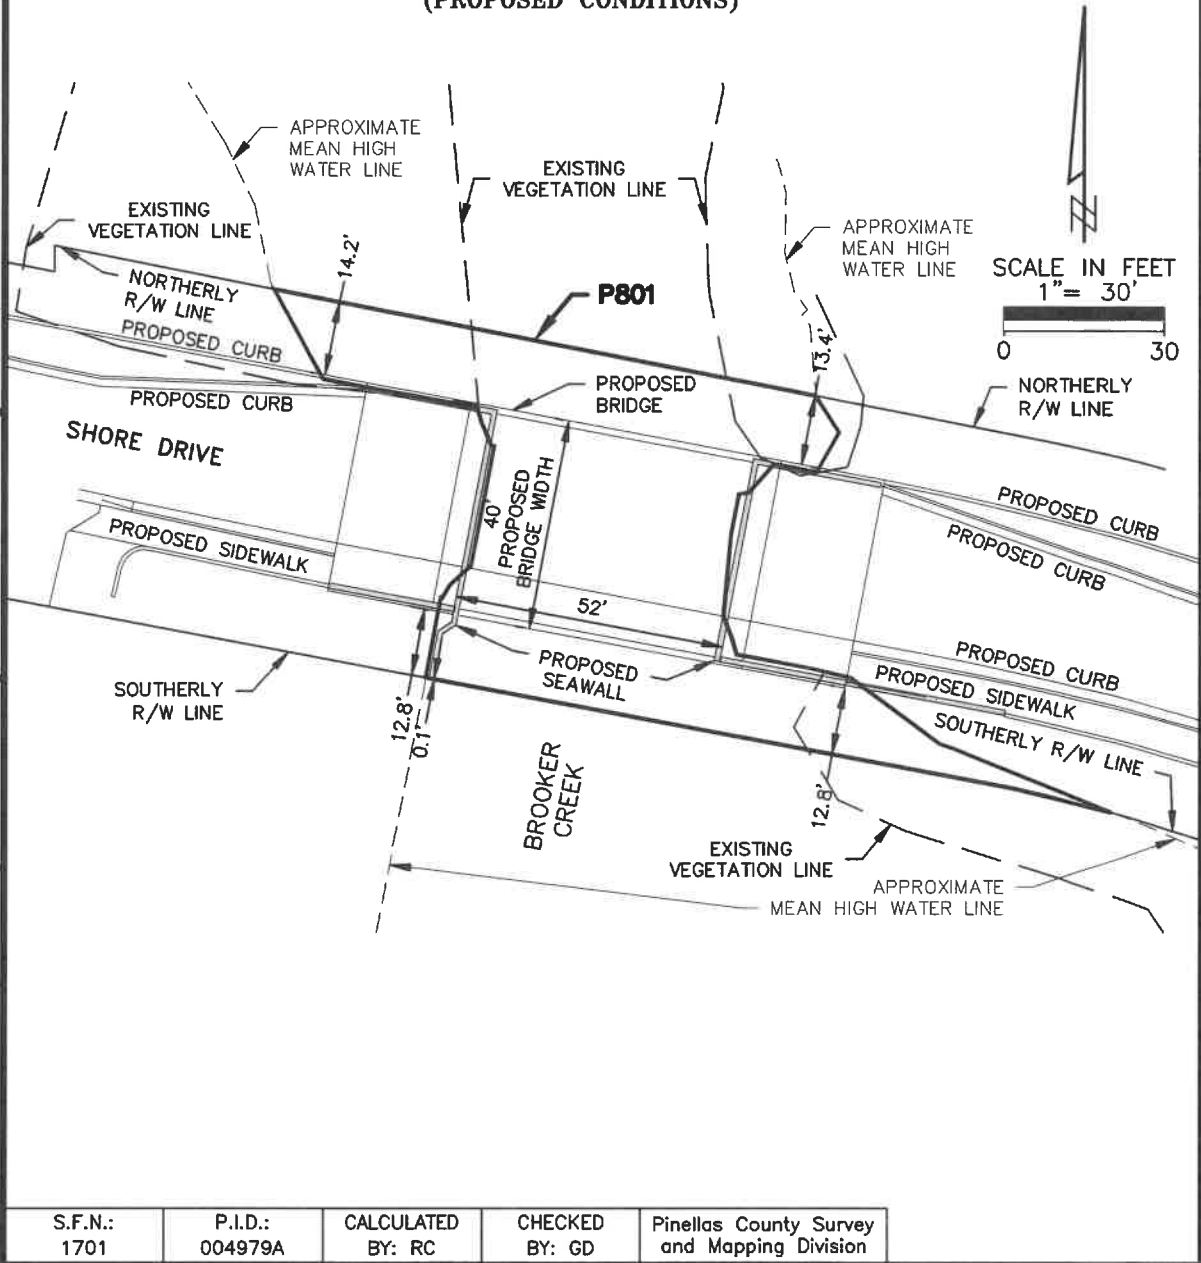 (PROPOSED CONDITIONS)
APPROXIMATE
MEAN HIGH
WATER LINE
EXISTING
VEGETATION LINE
EXISTING
VEGETATION LINE
APPROXIMATE
MEAN HIGH
WATER LINE
N
SCALE IN FEET
1"= 30'
0
30
14.2'
NORTHERLY
R/W LINE
P801
PROPOSED CURB
13.4'
PROPOSED
BRIDGE
NORTHERLY
R/W LINE
PROPOSED CURB
SHORE DRIVE
40'
PROPOSED
BRIDGE WIDTH
PROPOSED CURB
PROPOSED CURB
PROPOSED SIDEWALK
52'
PROPOSED
SEAWALL
PROPOSED CURB
PROPOSED SIDEWALK
SOUTHERLY
R/W LINE
12.8'
0.1'
SOUTHERLY R/W LINE
BROOKER
CREEK
12.8'
EXISTING
VEGETATION LINE
APPROXIMATE
MEAN HIGH WATER LINE
S.F.N.:
1701
P.I.D.:
004979A
CALCULATED
BY: RC
CHECKED
BY: GD
Pinellas County Survey
and Mapping Division